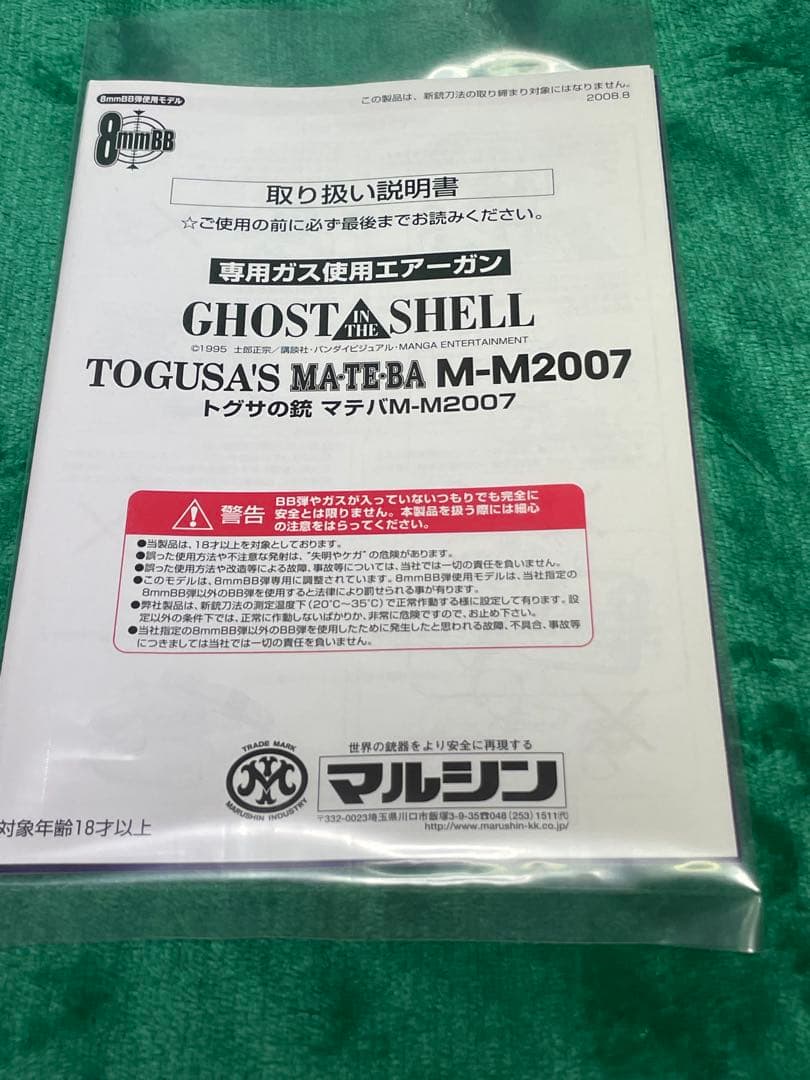 8mmBB弾使用モデル
この製品は、新銃刀法の取り締まり対象にはなりません。
2008.8
8mmBB
取り扱い説明書
☆ご使用の前に必ず最後までお読みください。
専用ガス使用エアーガン
GHOST IN THE SHELL
©1995 士郎正宗／講談社・バンダイビジュアル・MANGA ENTERTAINMENT
TOGUSA'S MA・TE・BA M-M2007
トグサの銃 マテバM-M2007
警告
BB弾やガスが入っていないつもりでも完全に
安全とは限りません。本製品を扱う際には細心
の注意をはらってください。
●当製品は、18才以上を対象としております。
●誤った使用方法や不注意な発射は、"失明やケガ"の危険があります。
●誤った使用方法や改造等による故障、事故等については、当社では一切の責任を負いません。
●このモデルは、8mmBB弾専用に調整されています。8mmBB弾使用モデルは、当社指定の
8mmBB弾以外のBB弾を使用すると法律により罰せられる事が有ります。
●弊社製品は、新銃刀法の測定温度下(20℃～35℃)で正常作動する様に設定して有ります。設
定以外の条件下では、正常に作動しないばかりか、非常に危険ですので、お止め下さい。
●当社指定の8mmBB弾以外のBB弾を使用したために発生したと思われる故障、不具合、事故等
につきましては当社では一切の責任を負いません。
TRADE MARK
MARUSHIN INDUSTRY
世界の銃器をより安全に再現する
マルシン
〒332-0023埼玉県川口市飯塚3-9-35☎048(253)1511代
http://www.marushin-kk.co.jp/
対象年齢18才以上